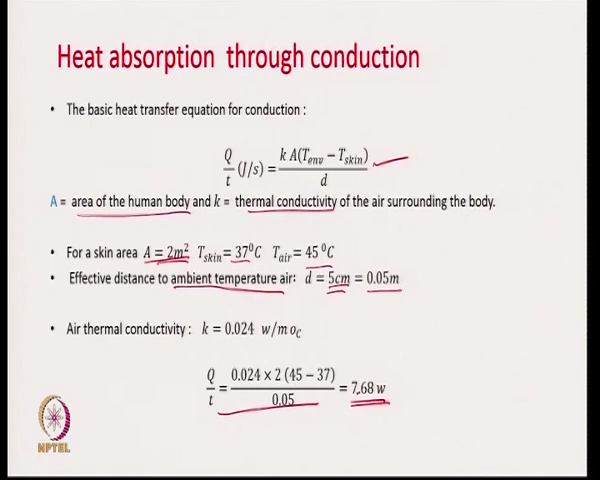 Heat absorption through conduction
• The basic heat transfer equation for conduction :
Q/t (J/s) = k A(T_env − T_skin)/d
A = area of the human body and k = thermal conductivity of the air surrounding the body.
• For a skin area A = 2m² T_skin = 37⁰C T_air = 45 ⁰C
• Effective distance to ambient temperature air: d = 5cm = 0.05m
• Air thermal conductivity : k = 0.024 w/m o_C
Q/t = 0.024 × 2 (45 − 37)/0.05 = 7.68 w
NPTEL